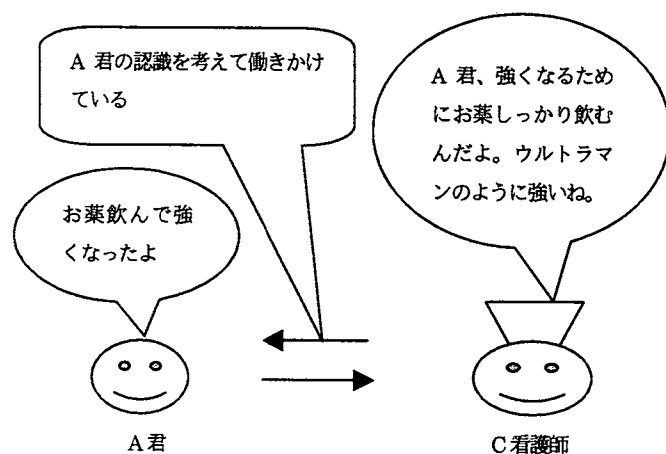 A 君の認識を考えて働きかけ
ている
A 君、強くなるため
にお薬しっかり飲む
んだよ。ウルトラマ
ンのように強いね。
お薬飲んで強
くなったよ
A君
C看護師